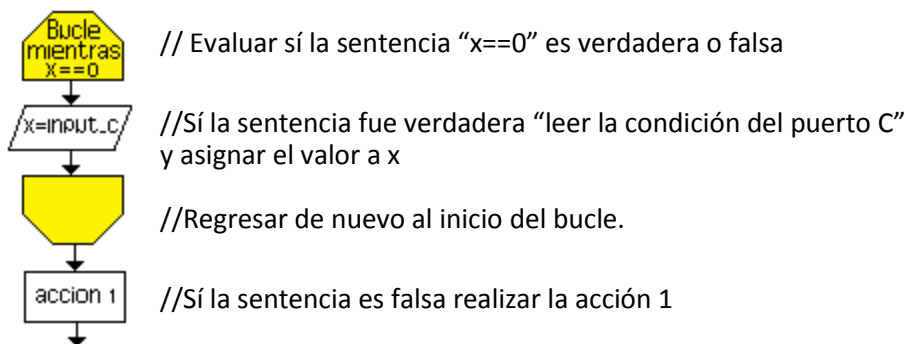 Bucle
mientras
X==0
// Evaluar sí la sentencia “x==0” es verdadera o falsa
x=input_c
//Sí la sentencia fue verdadera “leer la condición del puerto C”
y asignar el valor a x
//Regresar de nuevo al inicio del bucle.
accion 1
//Sí la sentencia es falsa realizar la acción 1